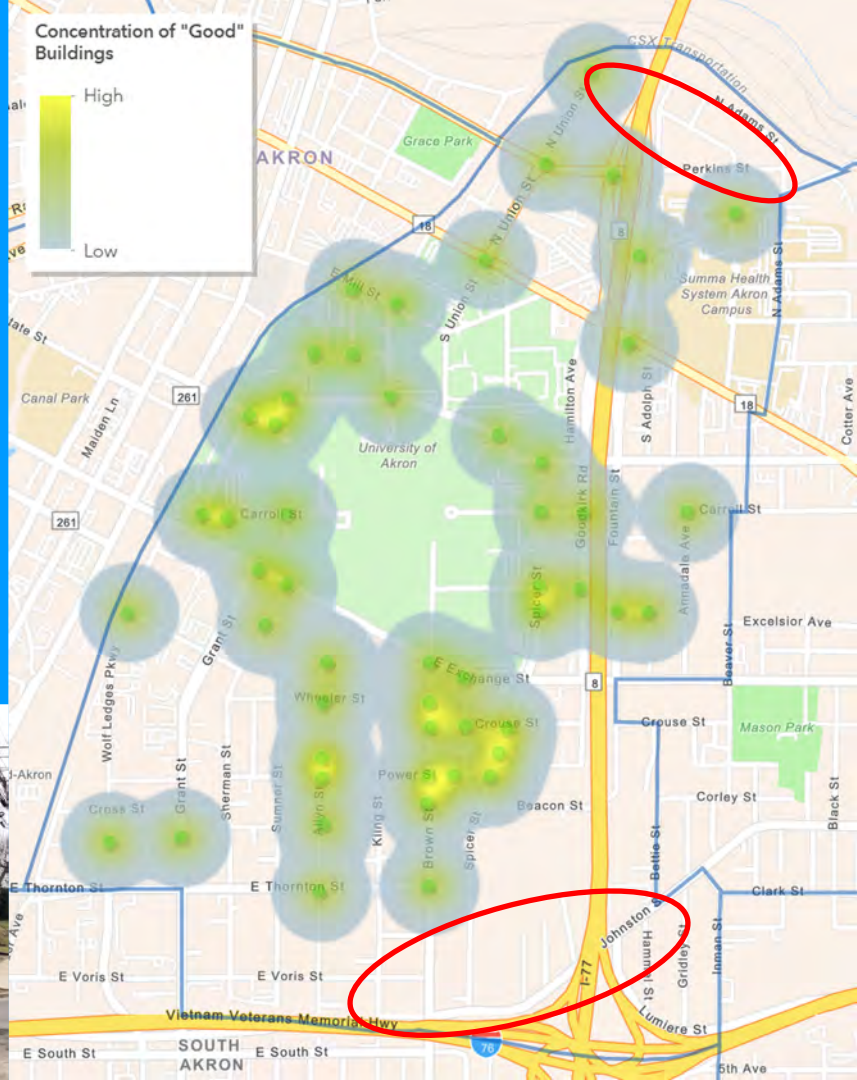 Concentration of "Good"
Buildings
High
Low
CSX Transportation
N Adams St
Perkins St
N Union St
Grace Park
AKRON
18
N Union St
8
Summa Health
System Akron
Campus
N Adams St
E Mill St
S Union St
Canal Park
261
Maiden Ln
Hamilton Ave
S Adolph St
18
Cotter Ave
University of
Akron
261
Carroll St
Goodkirk Rd
Fountain St
Carroll St
Annadale Ave
Spicer St
Excelsior Ave
Grant St
Wolf Ledges Pkwy
Beaver St
E Exchange St
8
Wheeler St
Crouse St
Crouse St
Mason Park
Grant St
Sherman St
Sumner St
Allyn St
Kling St
Power St
Brown St
Spicer St
Beacon St
Corley St
Black St
Bettie St
Cross St
E Thornton St
E Thornton St
Clark St
Johnston S
E Voris St
E Voris St
I-77
Gridley St
Inman St
Lumiere St
Vietnam Veterans Memorial Hwy
76
SOUTH
AKRON
E South St
E South St
5th Ave